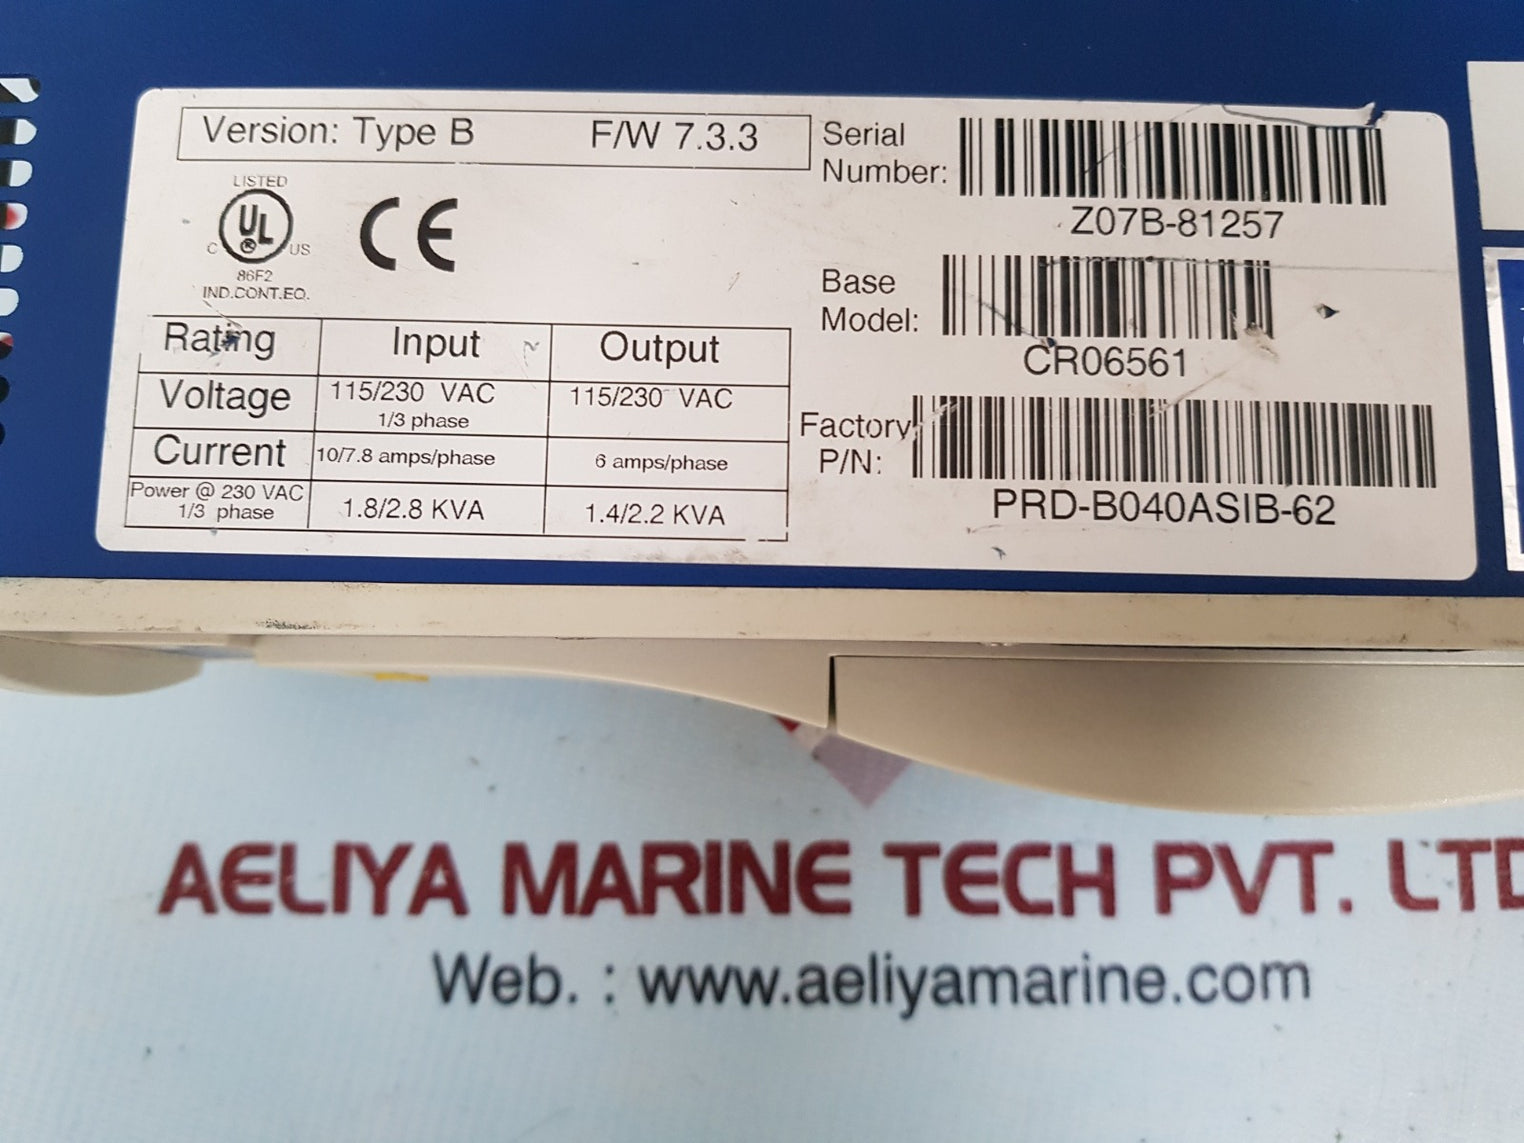 Version: Type B F/W 7.3.3
LISTED
UL
®
C US
86F2
IND.CONT.EQ.
CE
Rating Input Output
Voltage 115/230 VAC 115/230 VAC
1/3 phase
Current 10/7.8 amps/phase 6 amps/phase
Power @ 230 VAC 1.8/2.8 KVA 1.4/2.2 KVA
1/3 phase
Serial
Number:
Z07B-81257
Base
Model:
CR06561
Factory
P/N:
PRD-B040ASIB-62
AELIYA MARINE TECH PVT. LTD
Web. : www.aeliyamarine.com